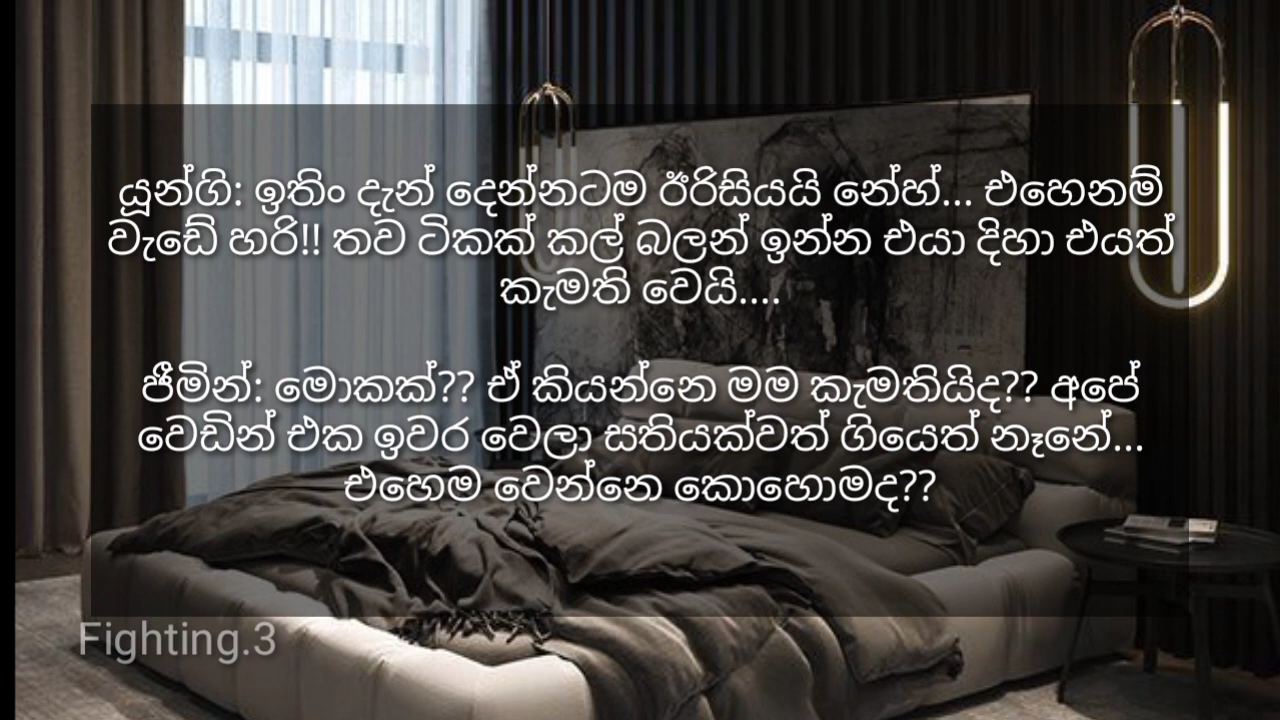 යූන්ගි: ඉතිං දැන් දෙන්නටම ඊරිසියයි නේහ්... එහෙනම්
වැඩේ හරි!! තව ටිකක් කල් බලන් ඉන්න එයා දිහා එයත්
කැමති වෙයි....
ජීමින්: මොකක්?? ඒ කියන්නෙ මම කැමතියිද?? අපේ
වෙඩින් එක ඉවර වෙලා සතියක්වත් ගියෙත් නෑනේ...
එහෙම වෙන්නෙ කොහොමද??
Fighting.3